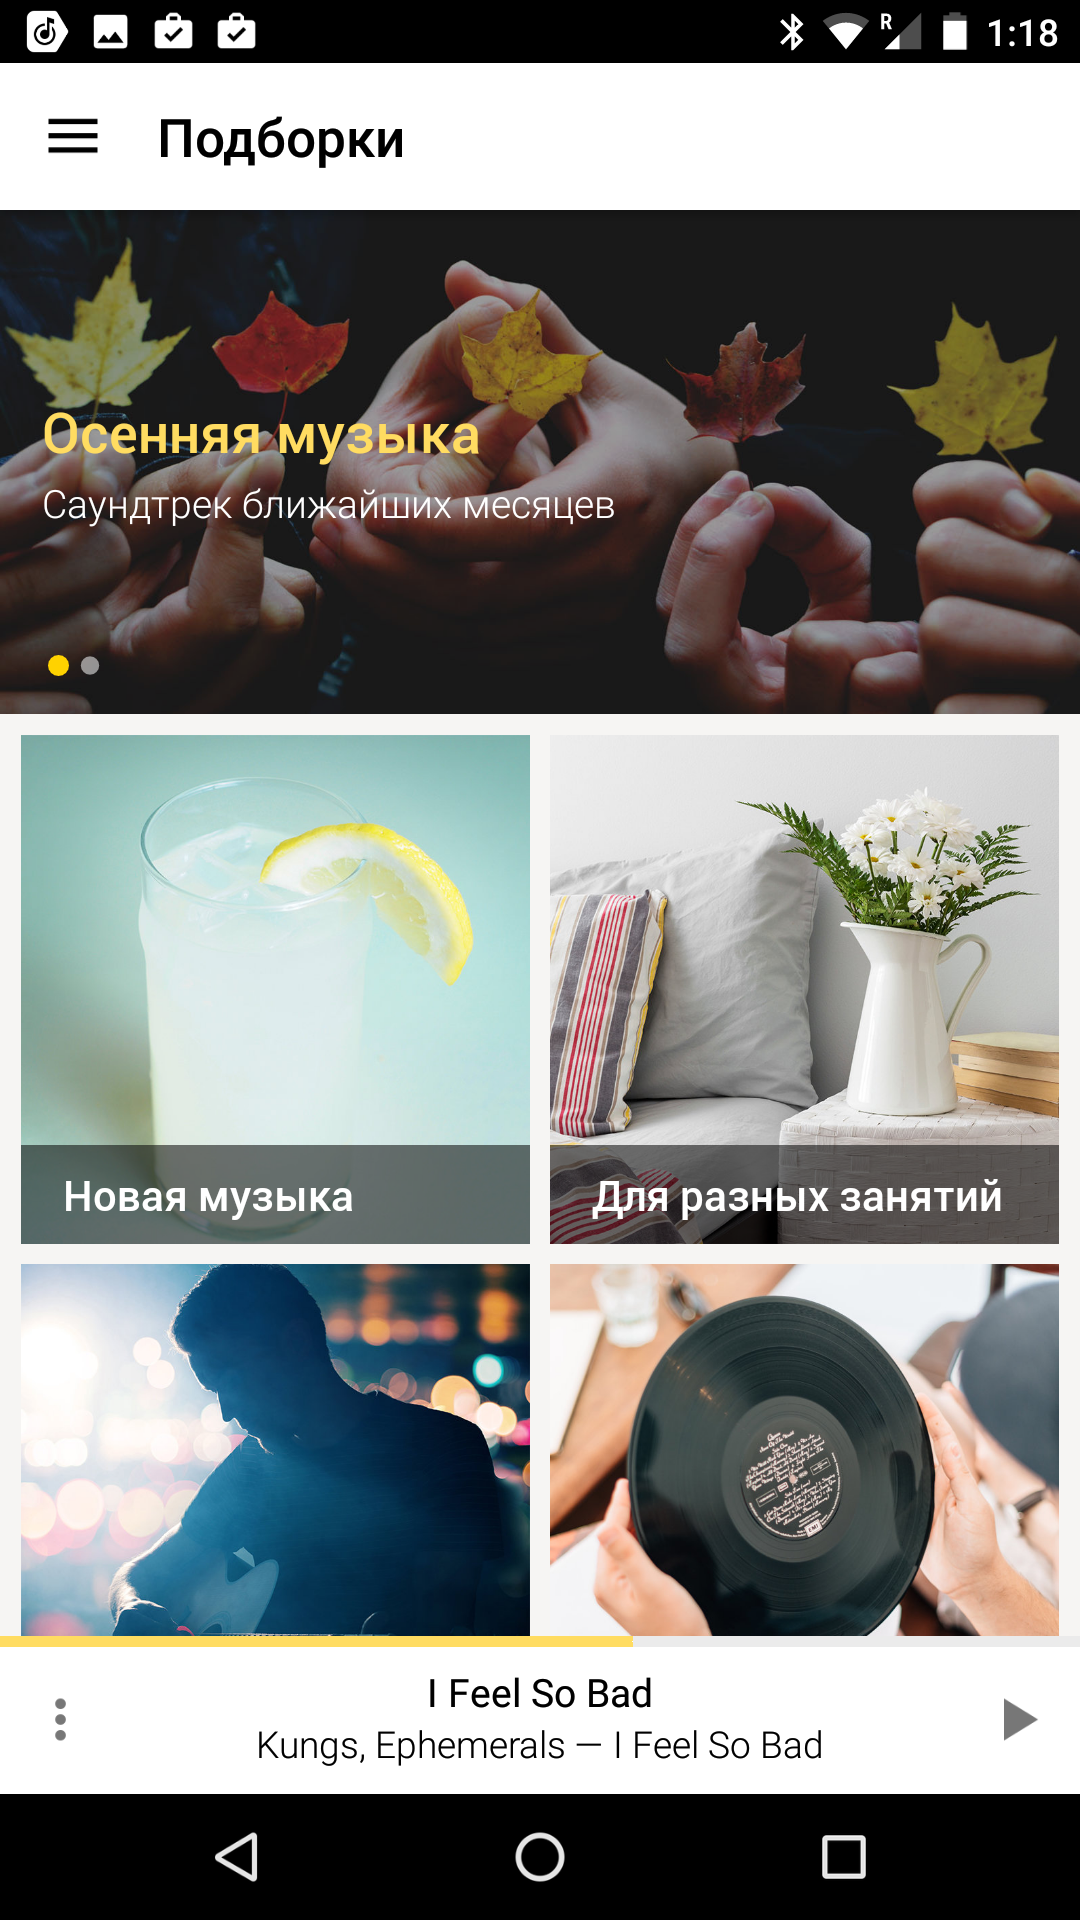 R 1:18
Подборки
Осенняя музыка
Саундтрек ближайших месяцев
Новая музыка
Для разных занятий
I Feel So Bad
Kungs, Ephemerals — I Feel So Bad